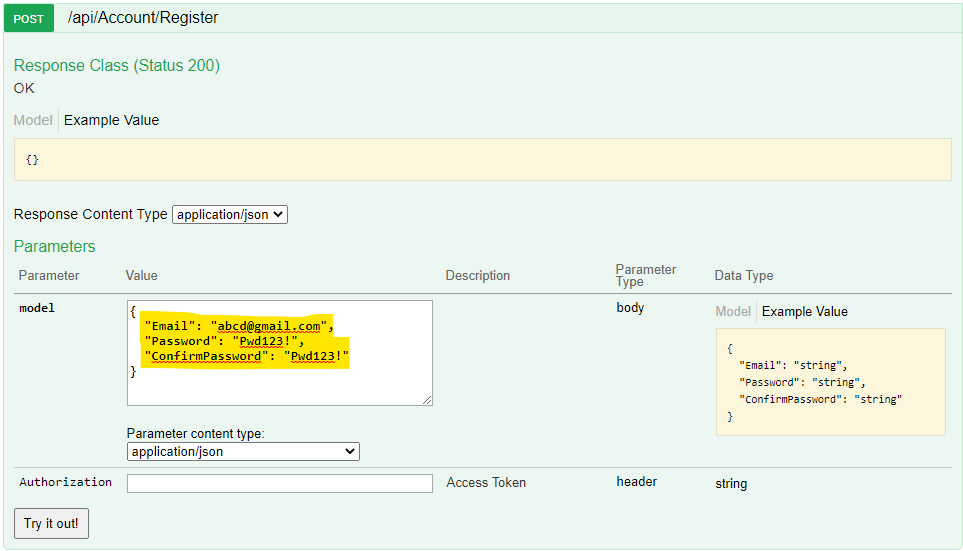 POST /api/Account/Register
Response Class (Status 200)
OK
Model Example Value
{}
Response Content Type application/json
Parameters
Parameter Value Description Parameter Type Data Type
model
{
"Email": "abcd@gmail.com",
"Password": "Pwd123!",
"ConfirmPassword": "Pwd123!"
}
Parameter content type:
application/json
body
Model Example Value
{
"Email": "string",
"Password": "string",
"ConfirmPassword": "string"
}
Authorization Access Token header string
Try it out!